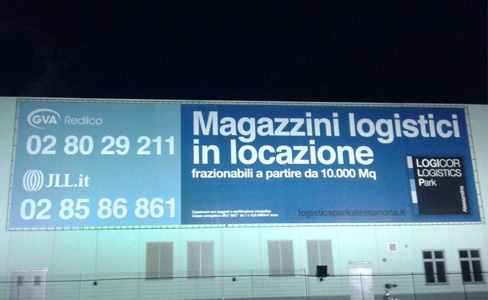 GVA Redilco
02 80 29 211
JLL.it
02 85 86 861
Magazzini logistici
in locazione
frazionabili a partire da 10.000 Mq
LOGICOR
LOGISTICS
Park
Alessandria
logisticsparkalessandria.it